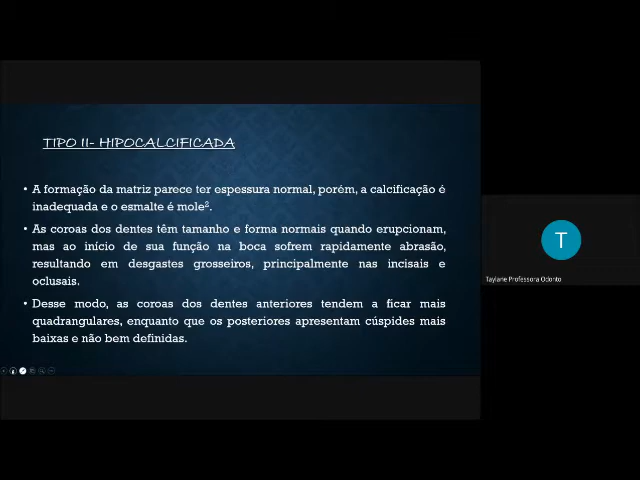 TIPO II- HIPOCALCIFICADA
• A formação da matriz parece ter espessura normal, porém, a calcificação é
inadequada e o esmalte é mole².
• As coroas dos dentes têm tamanho e forma normais quando erupcionam,
mas ao início de sua função na boca sofrem rapidamente abrasão,
resultando em desgastes grosseiros, principalmente nas incisais e
oclusais.
• Desse modo, as coroas dos dentes anteriores tendem a ficar mais
quadrangulares, enquanto que os posteriores apresentam cúspides mais
baixas e não bem definidas.
T
Taylane Professora Odonto